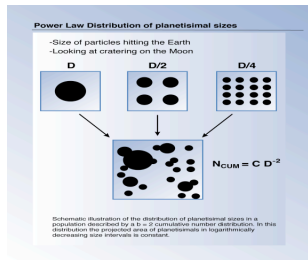 Power Law Distribution of planetisimal sizes
-Size of particles hitting the Earth
-Looking at cratering on the Moon
D
D/2
D/4
NCUM = C D-2
Schematic illustration of the distribution of planetisimal sizes in a
population described by a b = 2 cumulative number distribution. In this
distribution the projected area of planetisimals in logarithmically
decreasing size intervals is constant.